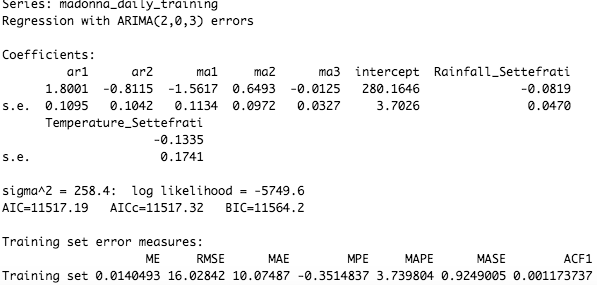 Series: madonna_daily_training
Regression with ARIMA(2,0,3) errors
Coefficients:
ar1 ar2 ma1 ma2 ma3 intercept Rainfall_Settefrati
1.8001 -0.8115 -1.5617 0.6493 -0.0125 280.1646 -0.0819
s.e. 0.1095 0.1042 0.1134 0.0972 0.0327 3.7026 0.0470
Temperature_Settefrati
-0.1335
s.e. 0.1741
sigma^2 = 258.4: log likelihood = -5749.6
AIC=11517.19 AICc=11517.32 BIC=11564.2
Training set error measures:
ME RMSE MAE MPE MAPE MASE ACF1
Training set 0.0140493 16.02842 10.07487 -0.3514837 3.739804 0.9249005 0.001173737